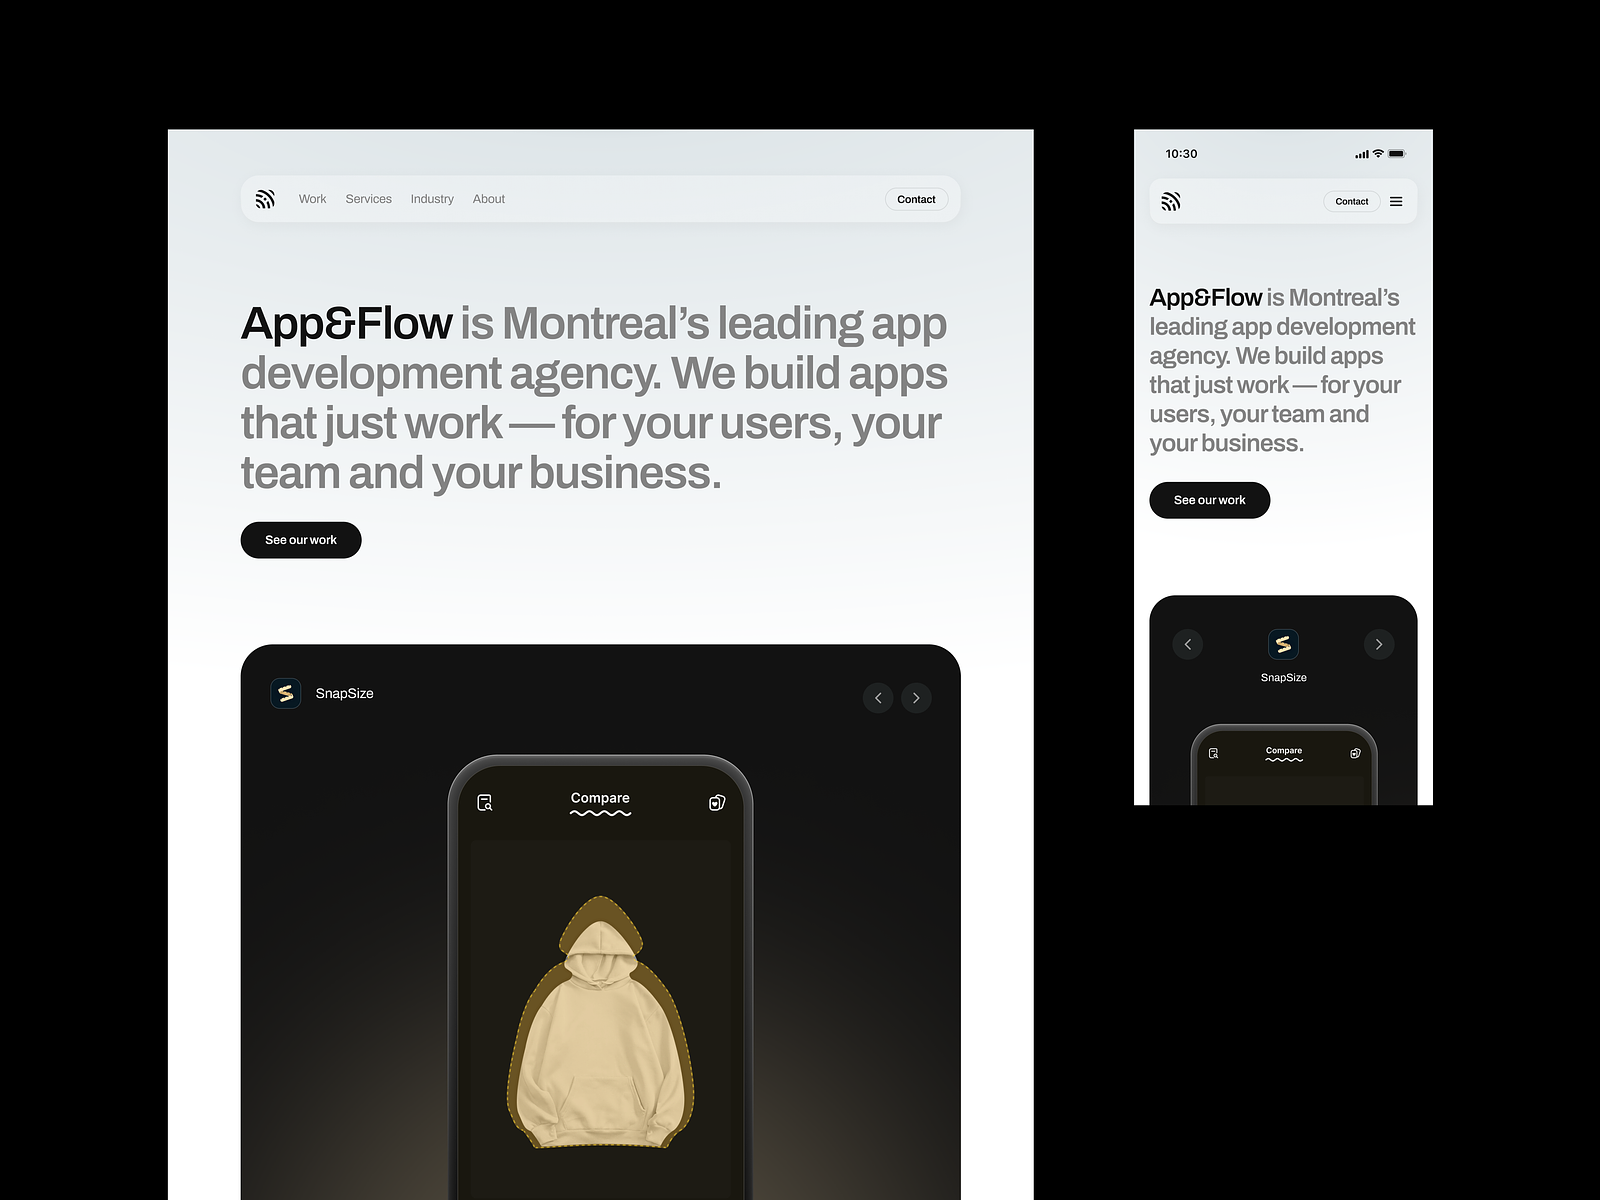 Work Services Industry About Contact
App&Flow is Montreal’s leading app
development agency. We build apps
that just work — for your users, your
team and your business.
See our work
SnapSize
Compare
10:30
Contact
App&Flow is Montreal’s
leading app development
agency. We build apps
that just work — for your
users, your team and
your business.
See our work
SnapSize
Compare